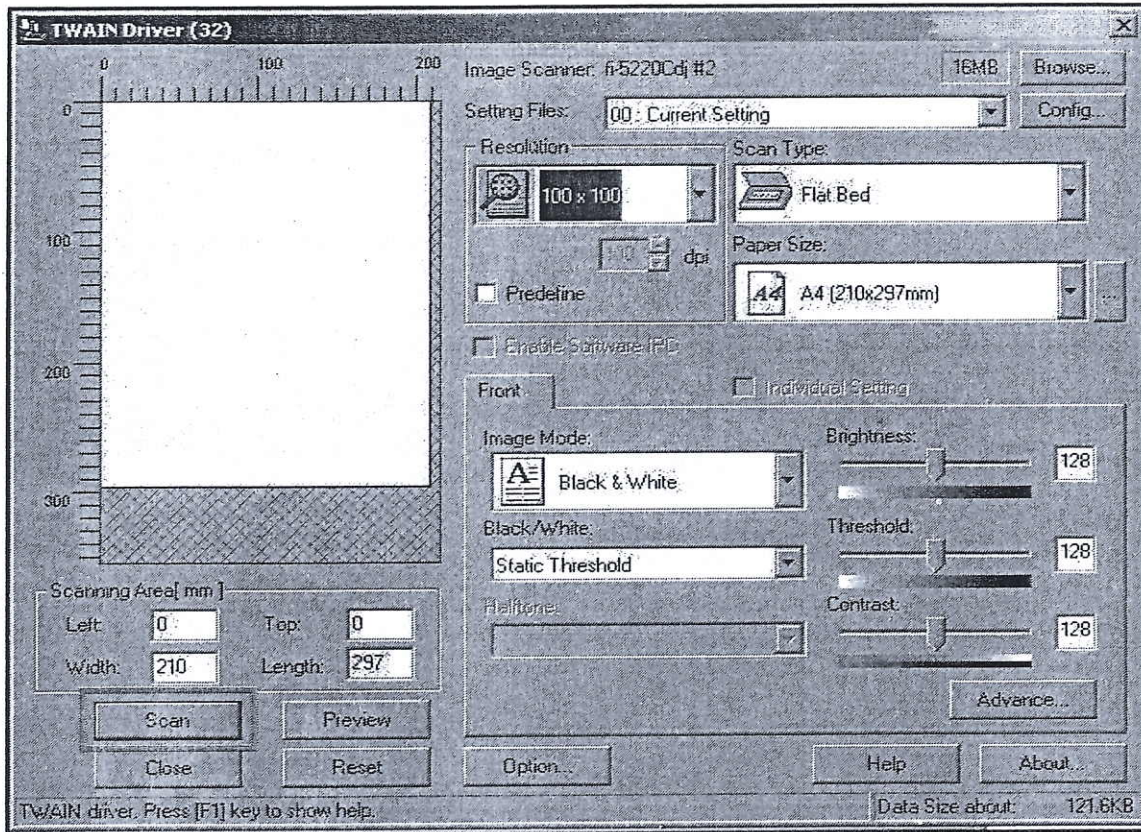 TWAIN Driver (32)
0 100 200
0
100
200
300
Image Scanner: fi-5220Cdj #2
16MB
Browse...
Setting Files:
00 : Current Setting
Config...
Resolution
100 x 100
100
dpi
Predefine
Scan Type:
Flat Bed
Paper Size:
A4
A4 (210x297mm)
...
Enable Software IPC
Front
Individual Setting
Image Mode:
A
Black & White
Black/White:
Static Threshold
Halftone:
Brightness:
128
Threshold:
128
Contrast:
128
Advance...
Scanning Area[ mm ]
Left: 0 Top: 0
Width: 210 Length: 297
Scan Preview
Close Reset
Option... Help About...
TWAIN driver. Press [F1] key to show help.
Data Size about: 121.6KB